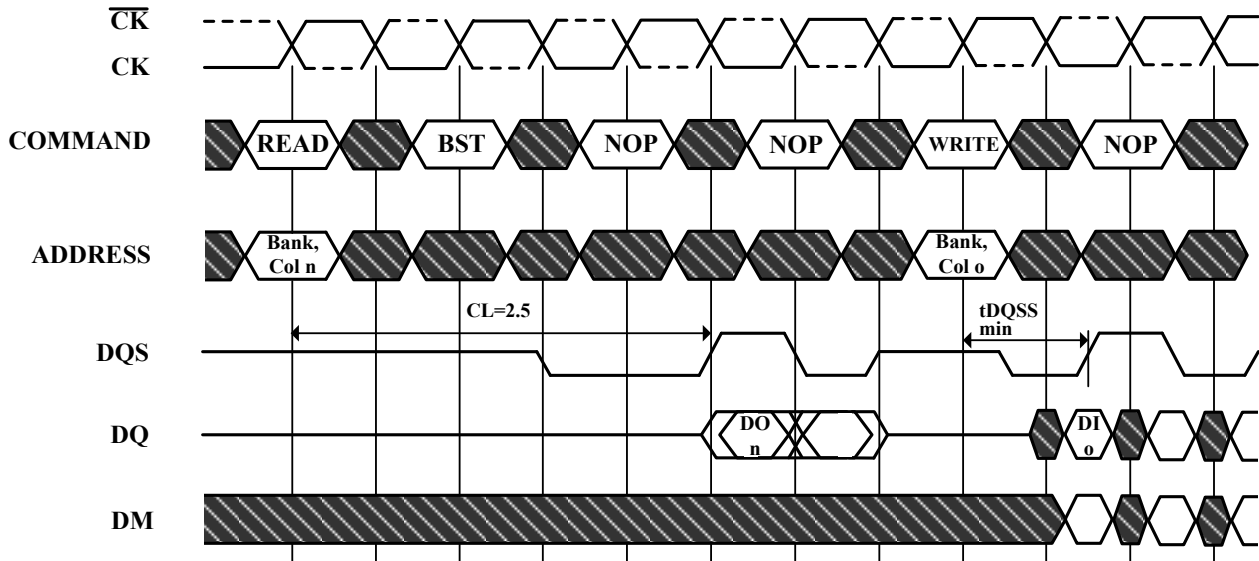 CK
CK
COMMAND
READ
BST
NOP
NOP
WRITE
NOP
ADDRESS
Bank,
Col n
Bank,
Col o
CL=2.5
tDQSS
min
DQS
DQ
DO
n
DI
o
DM